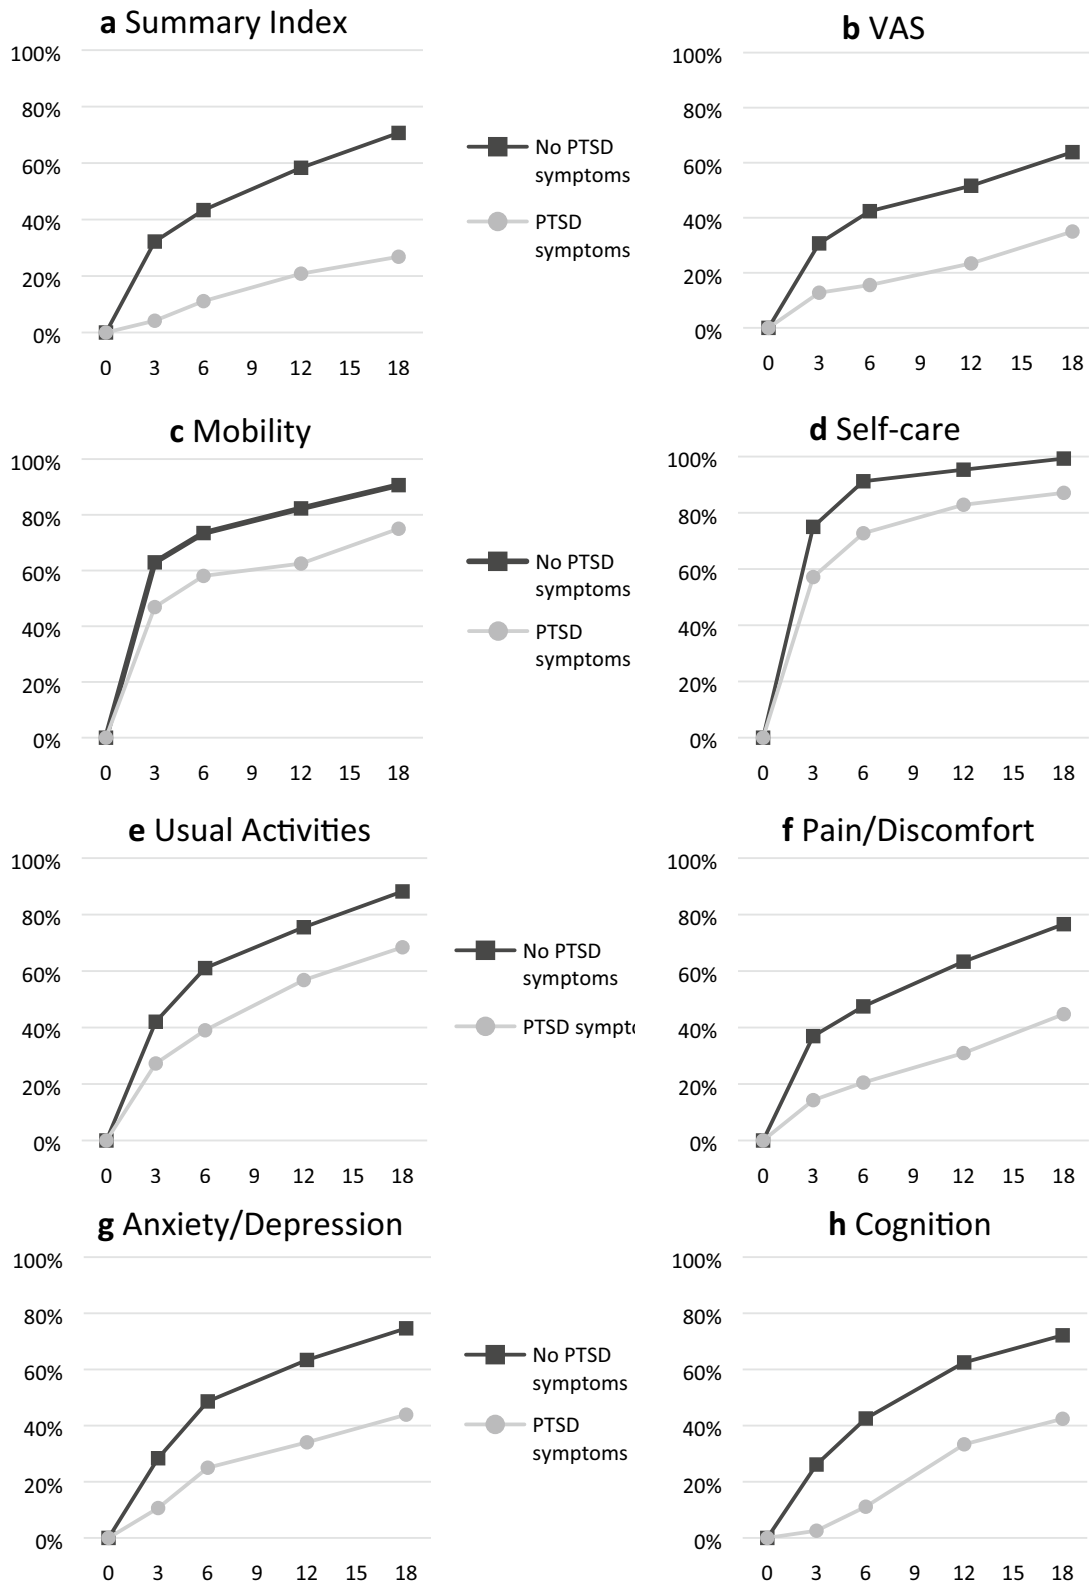 a Summary Index
100%
80%
60%
40%
20%
0%
0 3 6 9 12 15 18
No PTSD
symptoms
PTSD
symptoms
b VAS
100%
80%
60%
40%
20%
0%
0 3 6 9 12 15 18
c Mobility
100%
80%
60%
40%
20%
0%
0 3 6 9 12 15 18
No PTSD
symptoms
PTSD
symptoms
d Self-care
100%
80%
60%
40%
20%
0%
0 3 6 9 12 15 18
e Usual Activities
100%
80%
60%
40%
20%
0%
0 3 6 9 12 15 18
No PTSD
symptoms
PTSD
f Pain/Discomfort
100%
80%
60%
40%
20%
0%
0 3 6 9 12 15 18
g Anxiety/Depression
100%
80%
60%
40%
20%
0%
0 3 6 9 12 15 18
No PTSD
symptoms
PTSD
symptoms
h Cognition
100%
80%
60%
40%
20%
0%
0 3 6 9 12 15 18